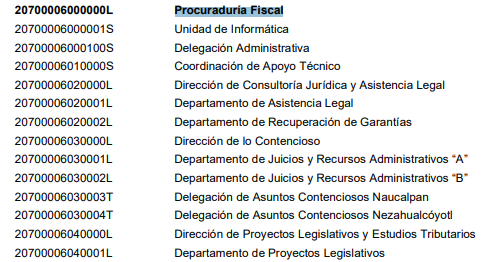 20700006000000L Procuraduría Fiscal
20700006000001S Unidad de Informática
20700006000100S Delegación Administrativa
20700006010000S Coordinación de Apoyo Técnico
20700006020000L Dirección de Consultoría Jurídica y Asistencia Legal
20700006020001L Departamento de Asistencia Legal
20700006020002L Departamento de Recuperación de Garantías
20700006030000L Dirección de lo Contencioso
20700006030001L Departamento de Juicios y Recursos Administrativos “A”
20700006030002L Departamento de Juicios y Recursos Administrativos “B”
20700006030003T Delegación de Asuntos Contenciosos Naucalpan
20700006030004T Delegación de Asuntos Contenciosos Nezahualcóyotl
20700006040000L Dirección de Proyectos Legislativos y Estudios Tributarios
20700006040001L Departamento de Proyectos Legislativos